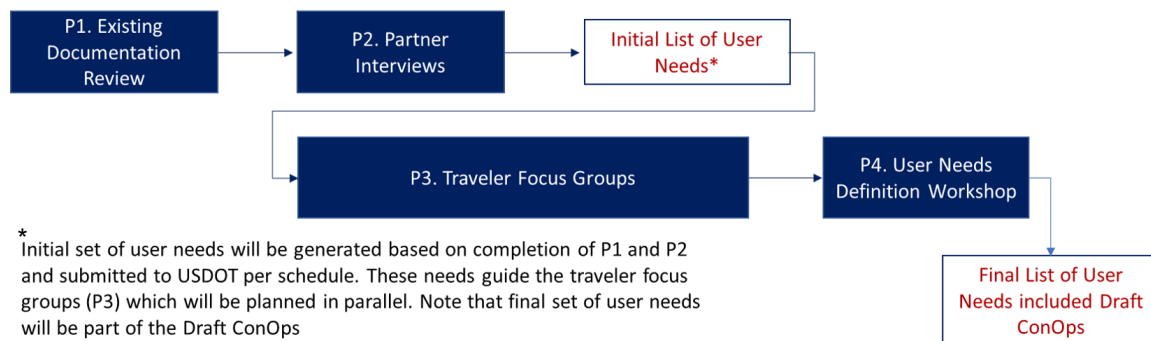 P1. Existing
Documentation
Review
P2. Partner
Interviews
Initial List of User
Needs*
P3. Traveler Focus Groups
P4. User Needs
Definition Workshop
*
Initial set of user needs will be generated based on completion of P1 and P2
and submitted to USDOT per schedule. These needs guide the traveler focus
groups (P3) which will be planned in parallel. Note that final set of user needs
will be part of the Draft ConOps
Final List of User
Needs included Draft
ConOps